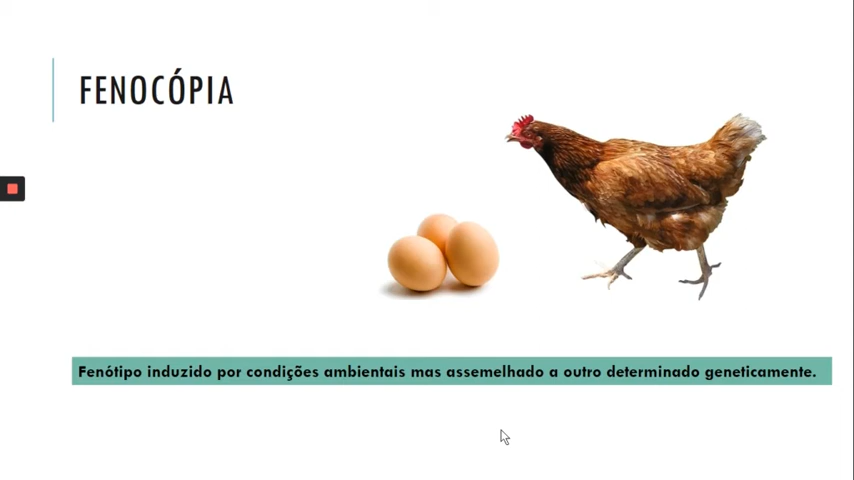 FENOCÓPIA
Fenótipo induzido por condições ambientais mas assemelhado a outro determinado geneticamente.